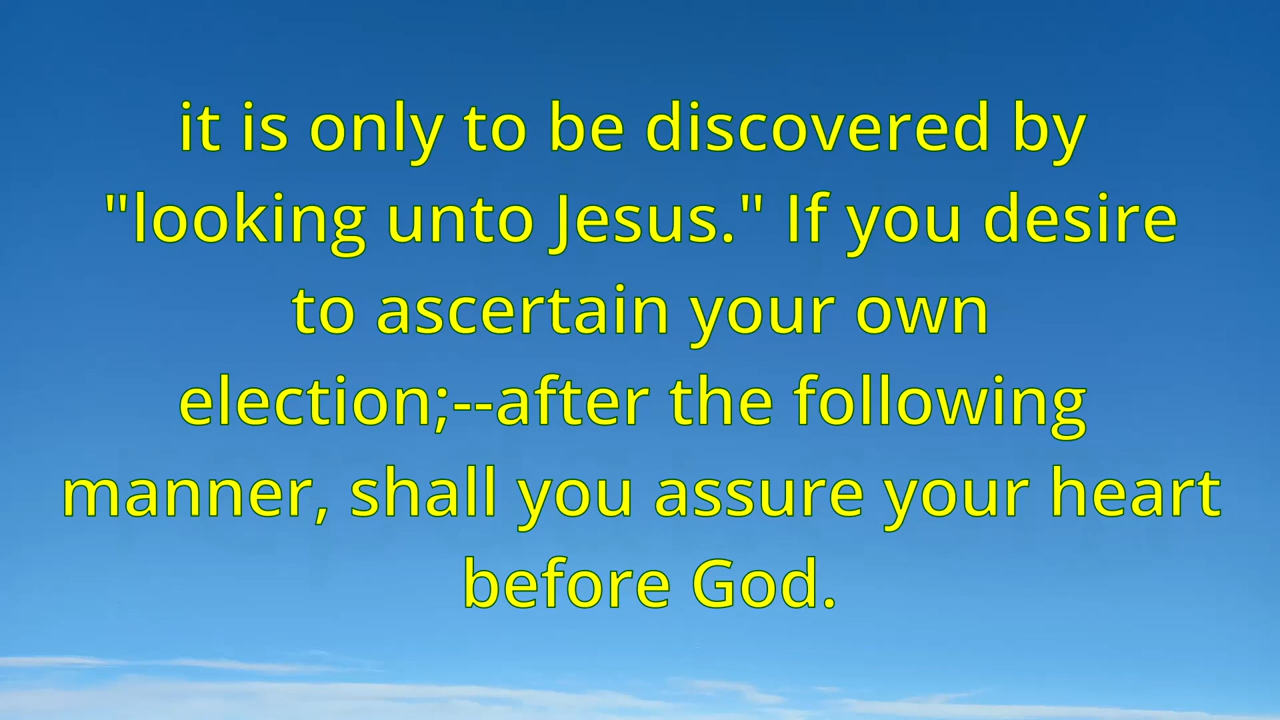 it is only to be discovered by
"looking unto Jesus." If you desire
to ascertain your own
election;--after the following
manner, shall you assure your heart
before God.